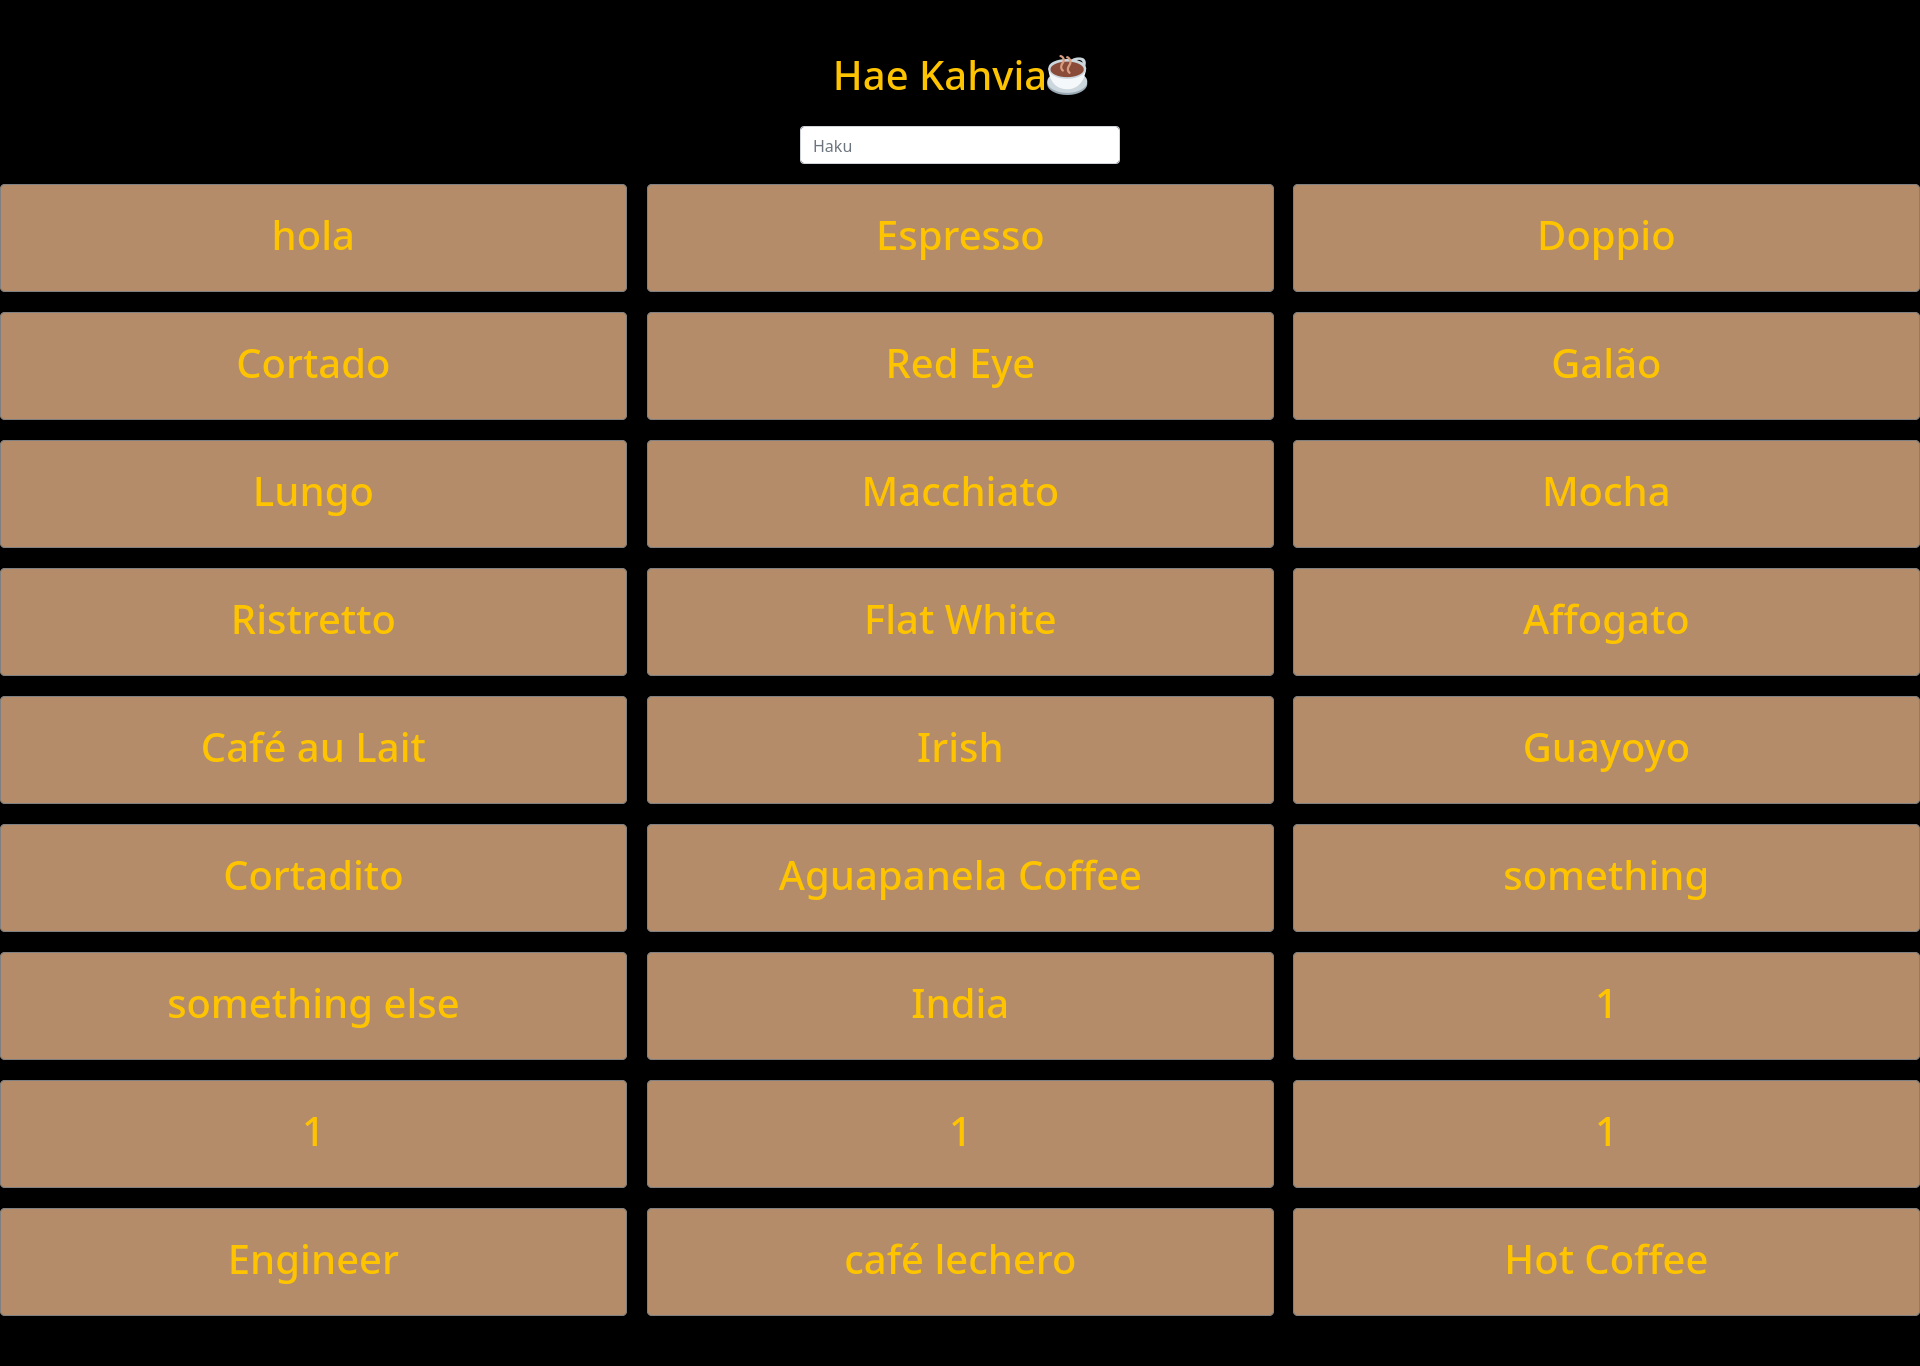 Hae Kahvia☕
Haku
hola
Espresso
Doppio
Cortado
Red Eye
Galão
Lungo
Macchiato
Mocha
Ristretto
Flat White
Affogato
Café au Lait
Irish
Guayoyo
Cortadito
Aguapanela Coffee
something
something else
India
1
1
1
1
Engineer
café lechero
Hot Coffee